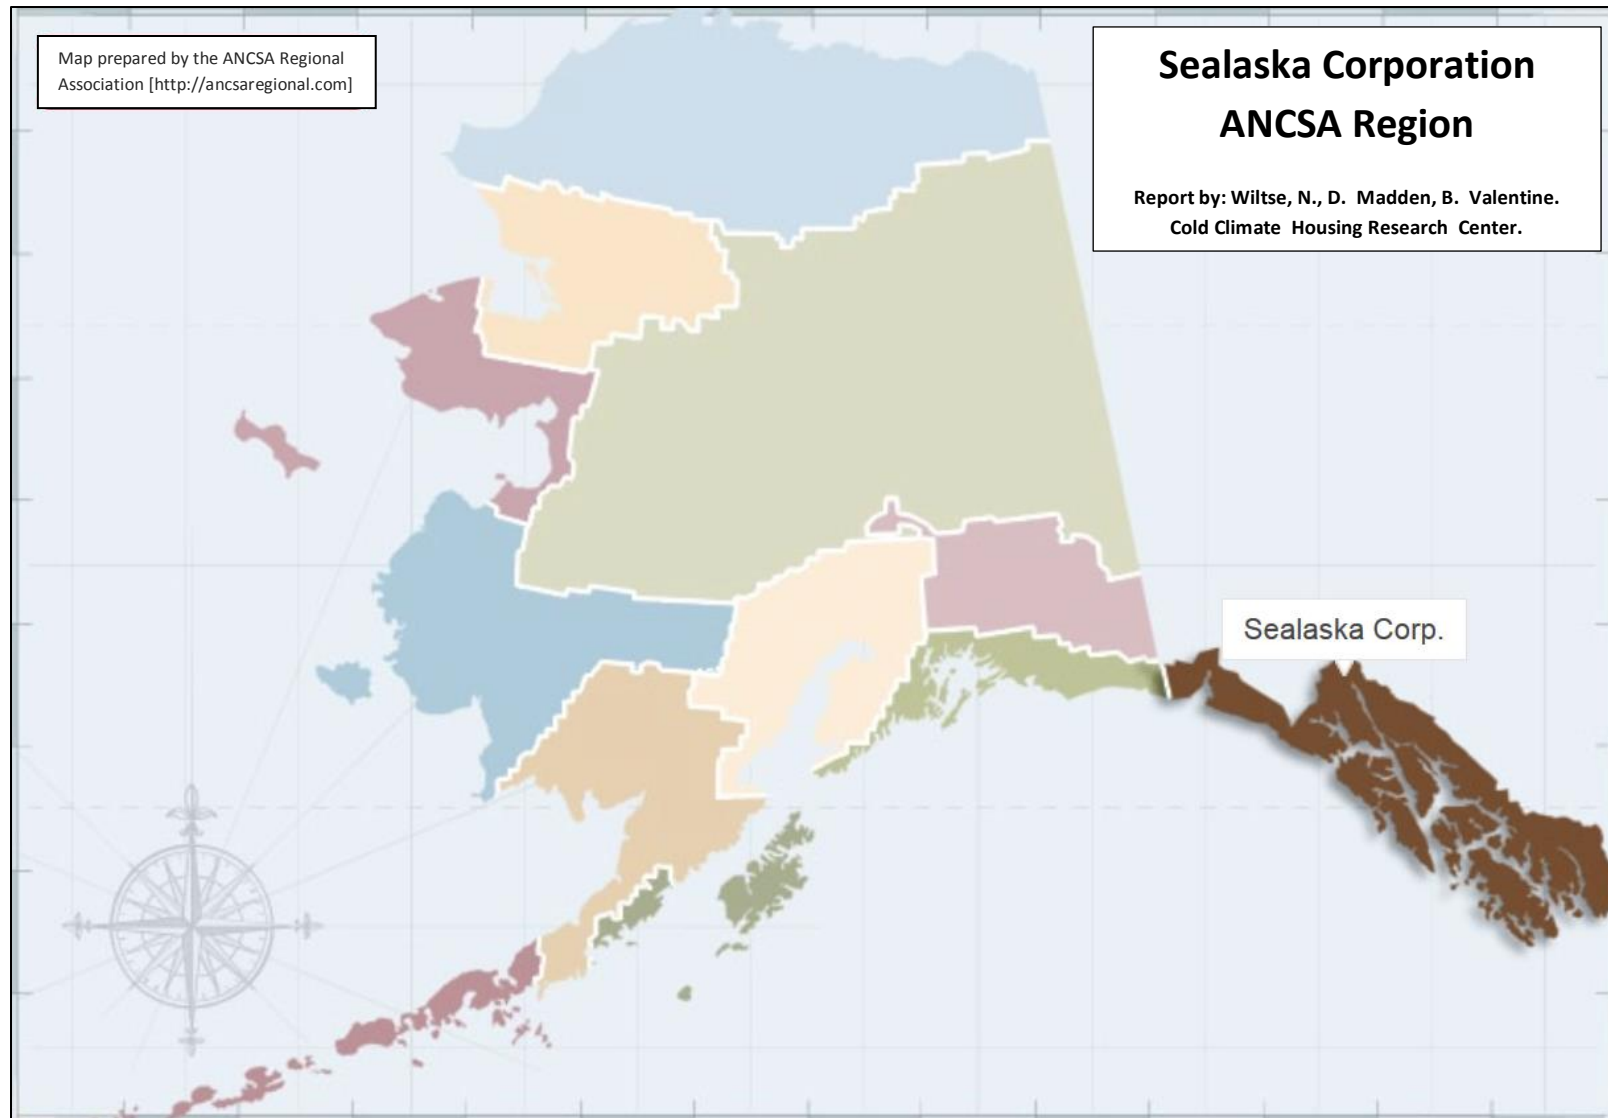 Map prepared by the ANCSA Regional
Association [http://ancsaregional.com]
Sealaska Corporation
ANCSA Region
Report by: Wiltse, N., D. Madden, B. Valentine.
Cold Climate Housing Research Center.
Sealaska Corp.